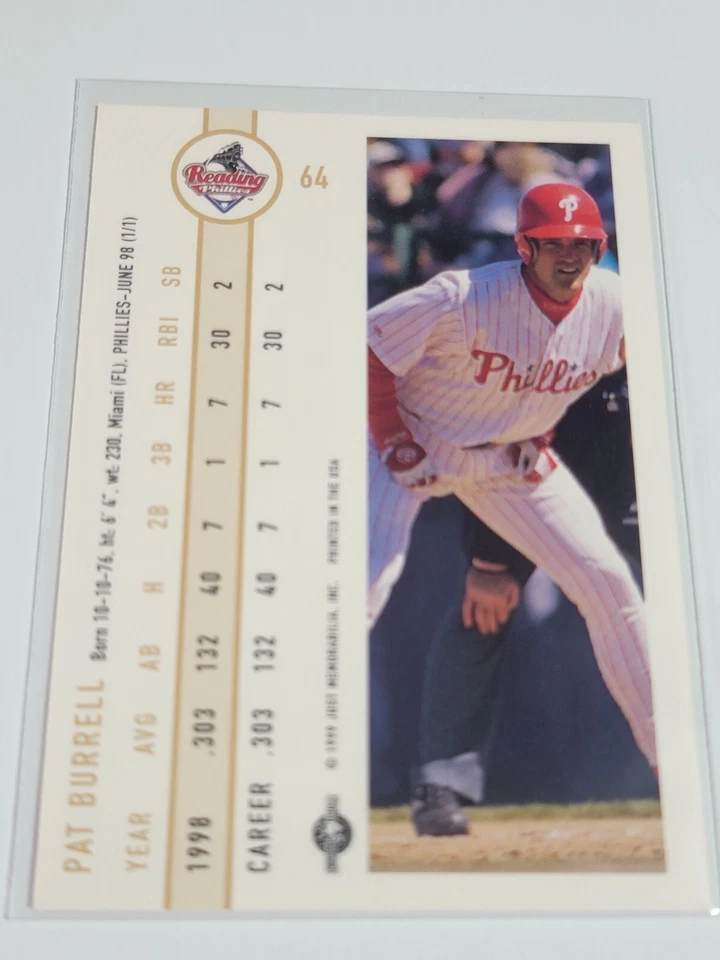 PAT BURRELL Born 10-10-76, ht: 6' 4", wt: 230, Miami (FL), PHILLIES-JUNE 98 (1/1)
YEAR AVG AB H 2B 3B HR RBI SB
1998 .303 132 40 7 1 7 30 2
CAREER .303 132 40 7 1 7 30 2
© 1999 JUST MEMORABILIA, INC. PRINTED IN THE USA
Reading
Phillies
64
P
Phillies